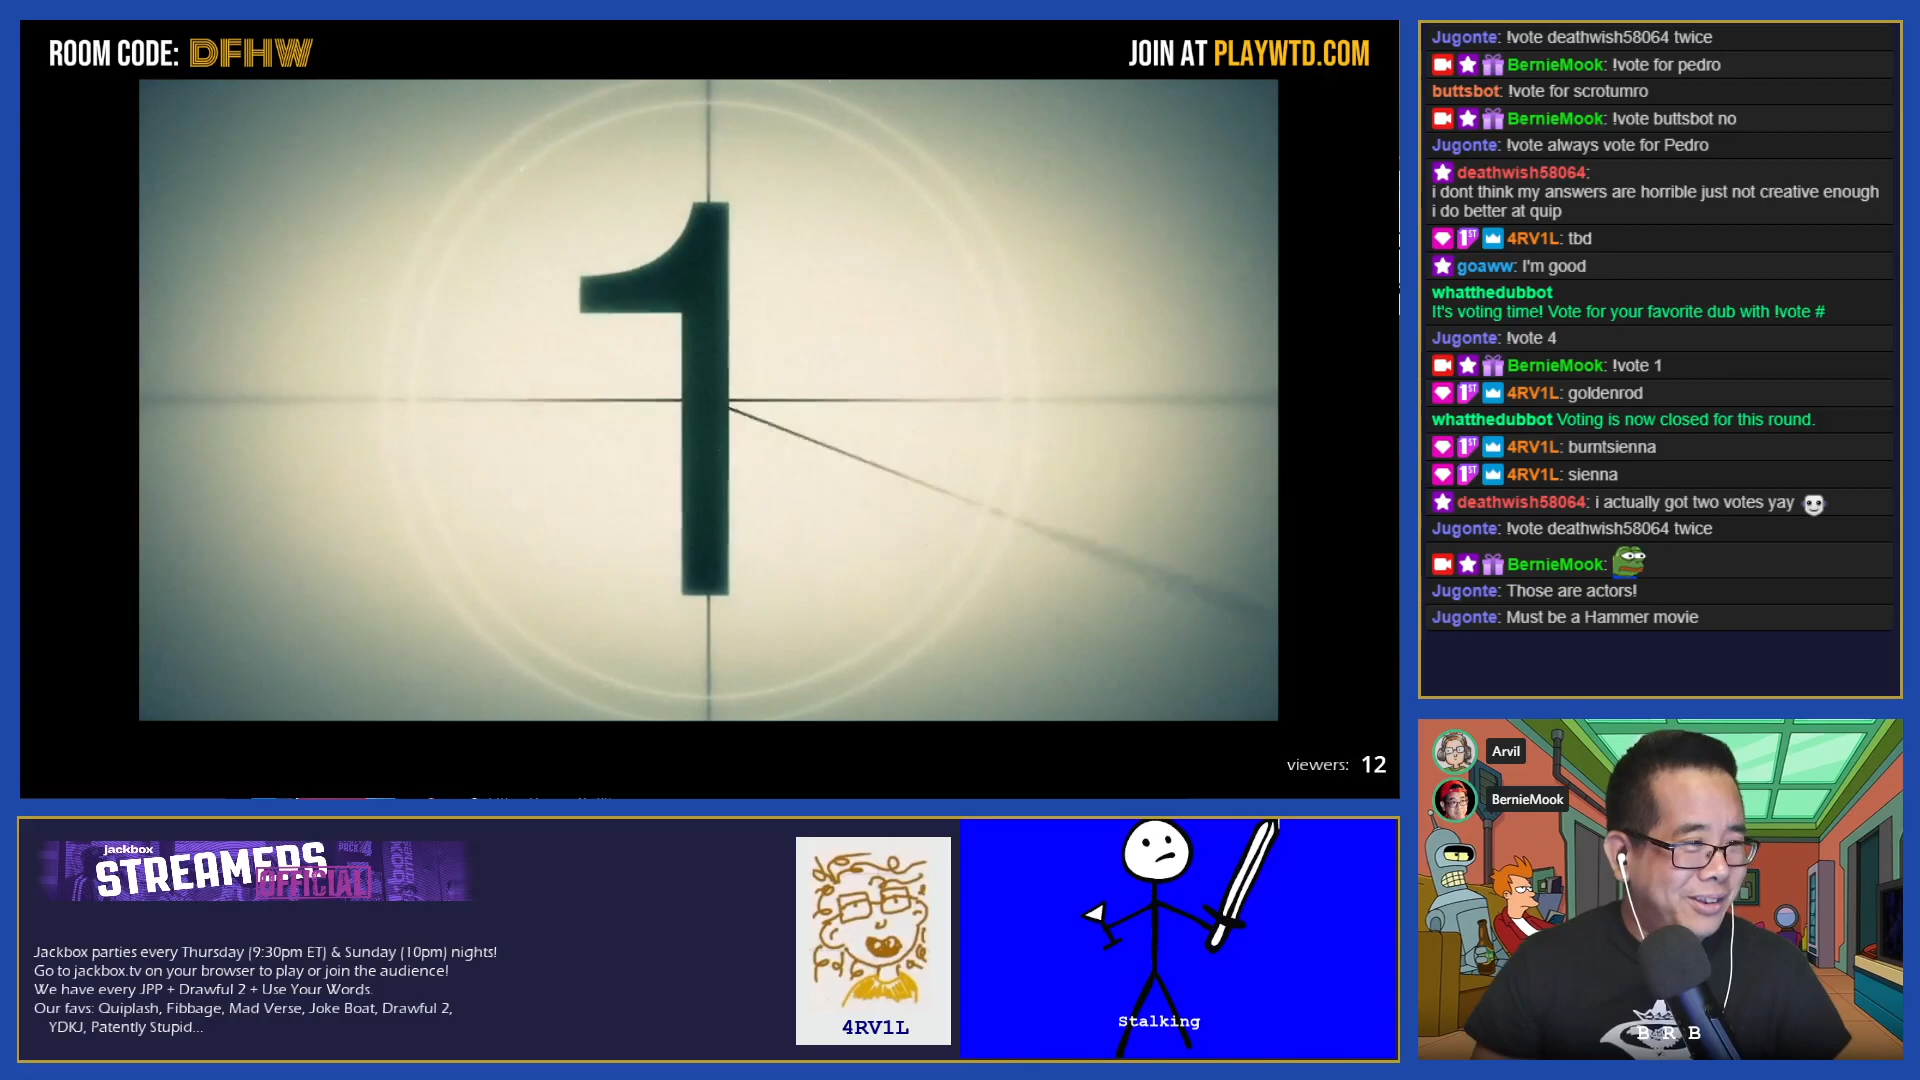 ROOM CODE: DFHW
JOIN AT PLAYWTD.COM
1
viewers: 12
Jugonte: !vote deathwish58064 twice
BernieMook: !vote for pedro
buttsbot: !vote for scrotumro
BernieMook: !vote buttsbot no
Jugonte: !vote always vote for Pedro
deathwish58064:
i dont think my answers are horrible just not creative enough
i do better at quip
1ST 4RV1L: tbd
goaww: I'm good
whatthedubbot
It's voting time! Vote for your favorite dub with !vote #
Jugonte: !vote 4
BernieMook: !vote 1
1ST 4RV1L: goldenrod
whatthedubbot Voting is now closed for this round.
1ST 4RV1L: burntsienna
1ST 4RV1L: sienna
deathwish58064: i actually got two votes yay
Jugonte: !vote deathwish58064 twice
BernieMook:
Jugonte: Those are actors!
Jugonte: Must be a Hammer movie
jackbox
STREAMERS
OFFICIAL
Jackbox parties every Thursday (9:30pm ET) & Sunday (10pm) nights!
Go to jackbox.tv on your browser to play or join the audience!
We have every JPP + Drawful 2 + Use Your Words.
Our favs: Quiplash, Fibbage, Mad Verse, Joke Boat, Drawful 2,
YDKJ, Patently Stupid...
4RV1L
Stalking
Arvil
BernieMook
B R B